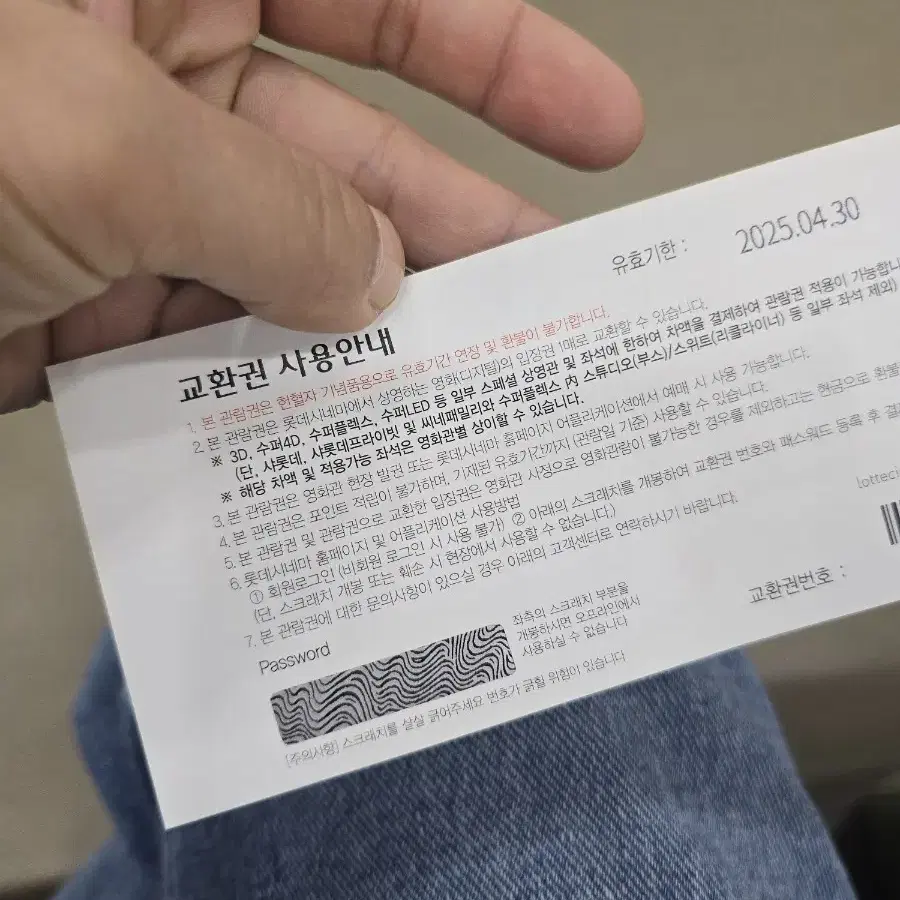 유효기한 : 2025.04.30
교환권 사용안내
1. 본 관람권은 헌혈자 기념품용으로 유효기간 연장 및 환불이 불가합니다.
2. 본 관람권은 롯데시네마에서 상영하는 영화(디지털)의 입장권 1매로 교환할 수 있습니다.
※ 3D, 수퍼4D, 수퍼플렉스, 수퍼LED 등 일부 스페셜 상영관 및 좌석에 한하여 차액을 결제하여 관람권 적용이 가능합니
(단, 샤롯데, 샤롯데프라이빗 및 씨네패밀리와 수퍼플렉스 內 스튜디오(부스)/스위트(리클라이너) 등 일부 좌석 제외)
※ 해당 차액 및 적용가능 좌석은 영화관별 상이할 수 있습니다.
3. 본 관람권은 영화관 현장 발권 또는 롯데시네마 홈페이지 어플리케이션에서 예매 시 사용 가능합니다.
4. 본 관람권은 포인트 적립이 불가하며, 기재된 유효기간까지 (관람일 기준) 사용할 수 있습니다.
5. 본 관람권 및 관람권으로 교환한 입장권은 영화관 사정으로 영화관람이 불가능한 경우를 제외하고는 현금으로 환불
6. 롯데시네마 홈페이지 및 어플리케이션 사용방법
① 회원로그인 (비회원 로그인 시 사용 불가) ② 아래의 스크래치를 개봉하여 교환권 번호와 패스워드 등록 후 결
(단, 스크래치 개봉 또는 훼손 시 현장에서 사용할 수 없습니다.)
7. 본 관람권에 대한 문의사항이 있으실 경우 아래의 고객센터로 연락하시기 바랍니다.
lotteci
Password
좌측의 스크래치 부분을
개봉하시면 오프라인에서
사용하실 수 없습니다
교환권번호 :
[주의사항] 스크래치를 살살 긁어주세요 번호가 긁힐 위험이 있습니다